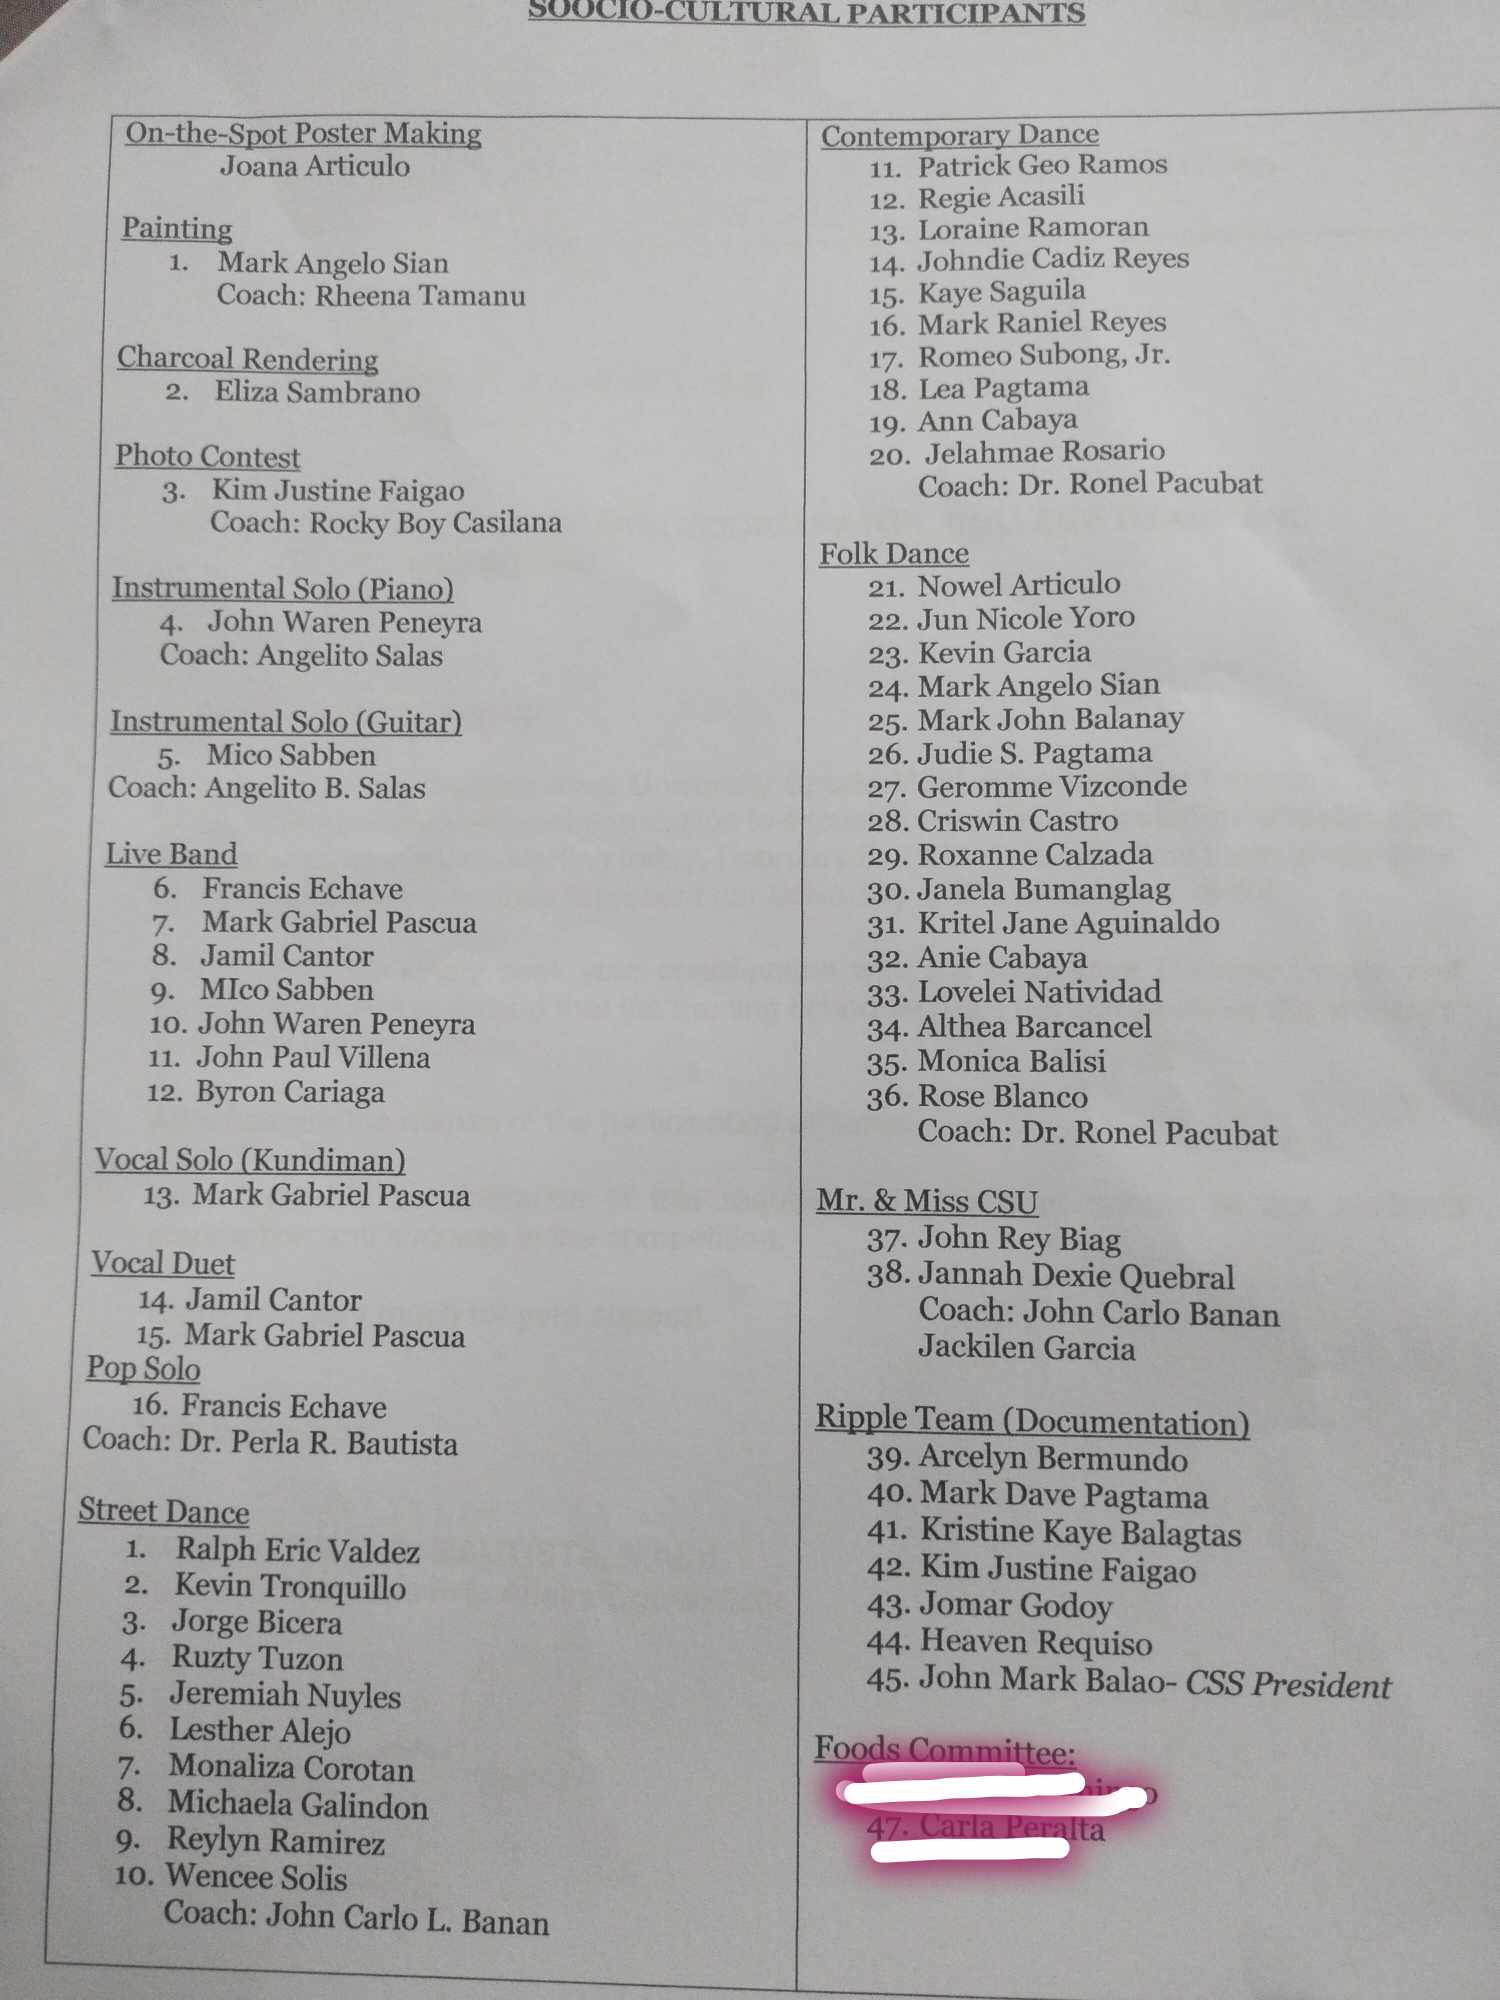 SOOCIO-CULTURAL PARTICIPANTS
On-the-Spot Poster Making
Joana Articulo
Painting
1. Mark Angelo Sian
Coach: Rheena Tamanu
Charcoal Rendering
2. Eliza Sambrano
Photo Contest
3. Kim Justine Faigao
Coach: Rocky Boy Casilana
Instrumental Solo (Piano)
4. John Waren Peneyra
Coach: Angelito Salas
Instrumental Solo (Guitar)
5. Mico Sabben
Coach: Angelito B. Salas
Live Band
6. Francis Echave
7. Mark Gabriel Pascua
8. Jamil Cantor
9. MIco Sabben
10. John Waren Peneyra
11. John Paul Villena
12. Byron Cariaga
Vocal Solo (Kundiman)
13. Mark Gabriel Pascua
Vocal Duet
14. Jamil Cantor
15. Mark Gabriel Pascua
Pop Solo
16. Francis Echave
Coach: Dr. Perla R. Bautista
Street Dance
1. Ralph Eric Valdez
2. Kevin Tronquillo
3. Jorge Bicera
4. Ruzty Tuzon
5. Jeremiah Nuyles
6. Lesther Alejo
7. Monaliza Corotan
8. Michaela Galindon
9. Reylyn Ramirez
10. Wencee Solis
Coach: John Carlo L. Banan
Contemporary Dance
11. Patrick Geo Ramos
12. Regie Acasili
13. Loraine Ramoran
14. Johndie Cadiz Reyes
15. Kaye Saguila
16. Mark Raniel Reyes
17. Romeo Subong, Jr.
18. Lea Pagtama
19. Ann Cabaya
20. Jelahmae Rosario
Coach: Dr. Ronel Pacubat
Folk Dance
21. Nowel Articulo
22. Jun Nicole Yoro
23. Kevin Garcia
24. Mark Angelo Sian
25. Mark John Balanay
26. Judie S. Pagtama
27. Geromme Vizconde
28. Criswin Castro
29. Roxanne Calzada
30. Janela Bumanglag
31. Kritel Jane Aguinaldo
32. Anie Cabaya
33. Lovelei Natividad
34. Althea Barcancel
35. Monica Balisi
36. Rose Blanco
Coach: Dr. Ronel Pacubat
Mr. & Miss CSU
37. John Rey Biag
38. Jannah Dexie Quebral
Coach: John Carlo Banan
Jackilen Garcia
Ripple Team (Documentation)
39. Arcelyn Bermundo
40. Mark Dave Pagtama
41. Kristine Kaye Balagtas
42. Kim Justine Faigao
43. Jomar Godoy
44. Heaven Requiso
45. John Mark Balao- CSS President
Foods Committee:
47. Carla Peralta